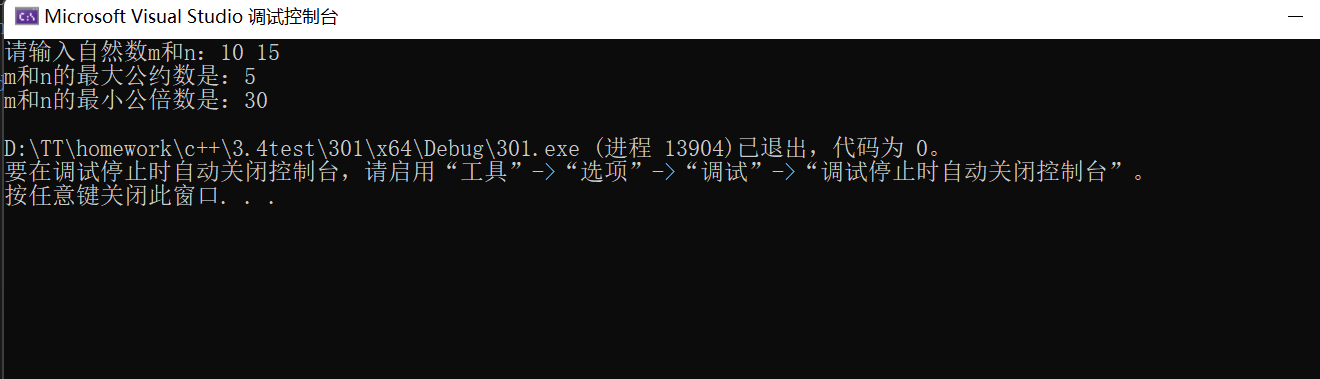 Microsoft Visual Studio 调试控制台
请输入自然数m和n：10 15
m和n的最大公约数是：5
m和n的最小公倍数是：30
D:\TT\homework\c++\3.4test\301\x64\Debug\301.exe (进程 13904)已退出，代码为 0。
要在调试停止时自动关闭控制台，请启用“工具”->“选项”->“调试”->“调试停止时自动关闭控制台”。
按任意键关闭此窗口. . .